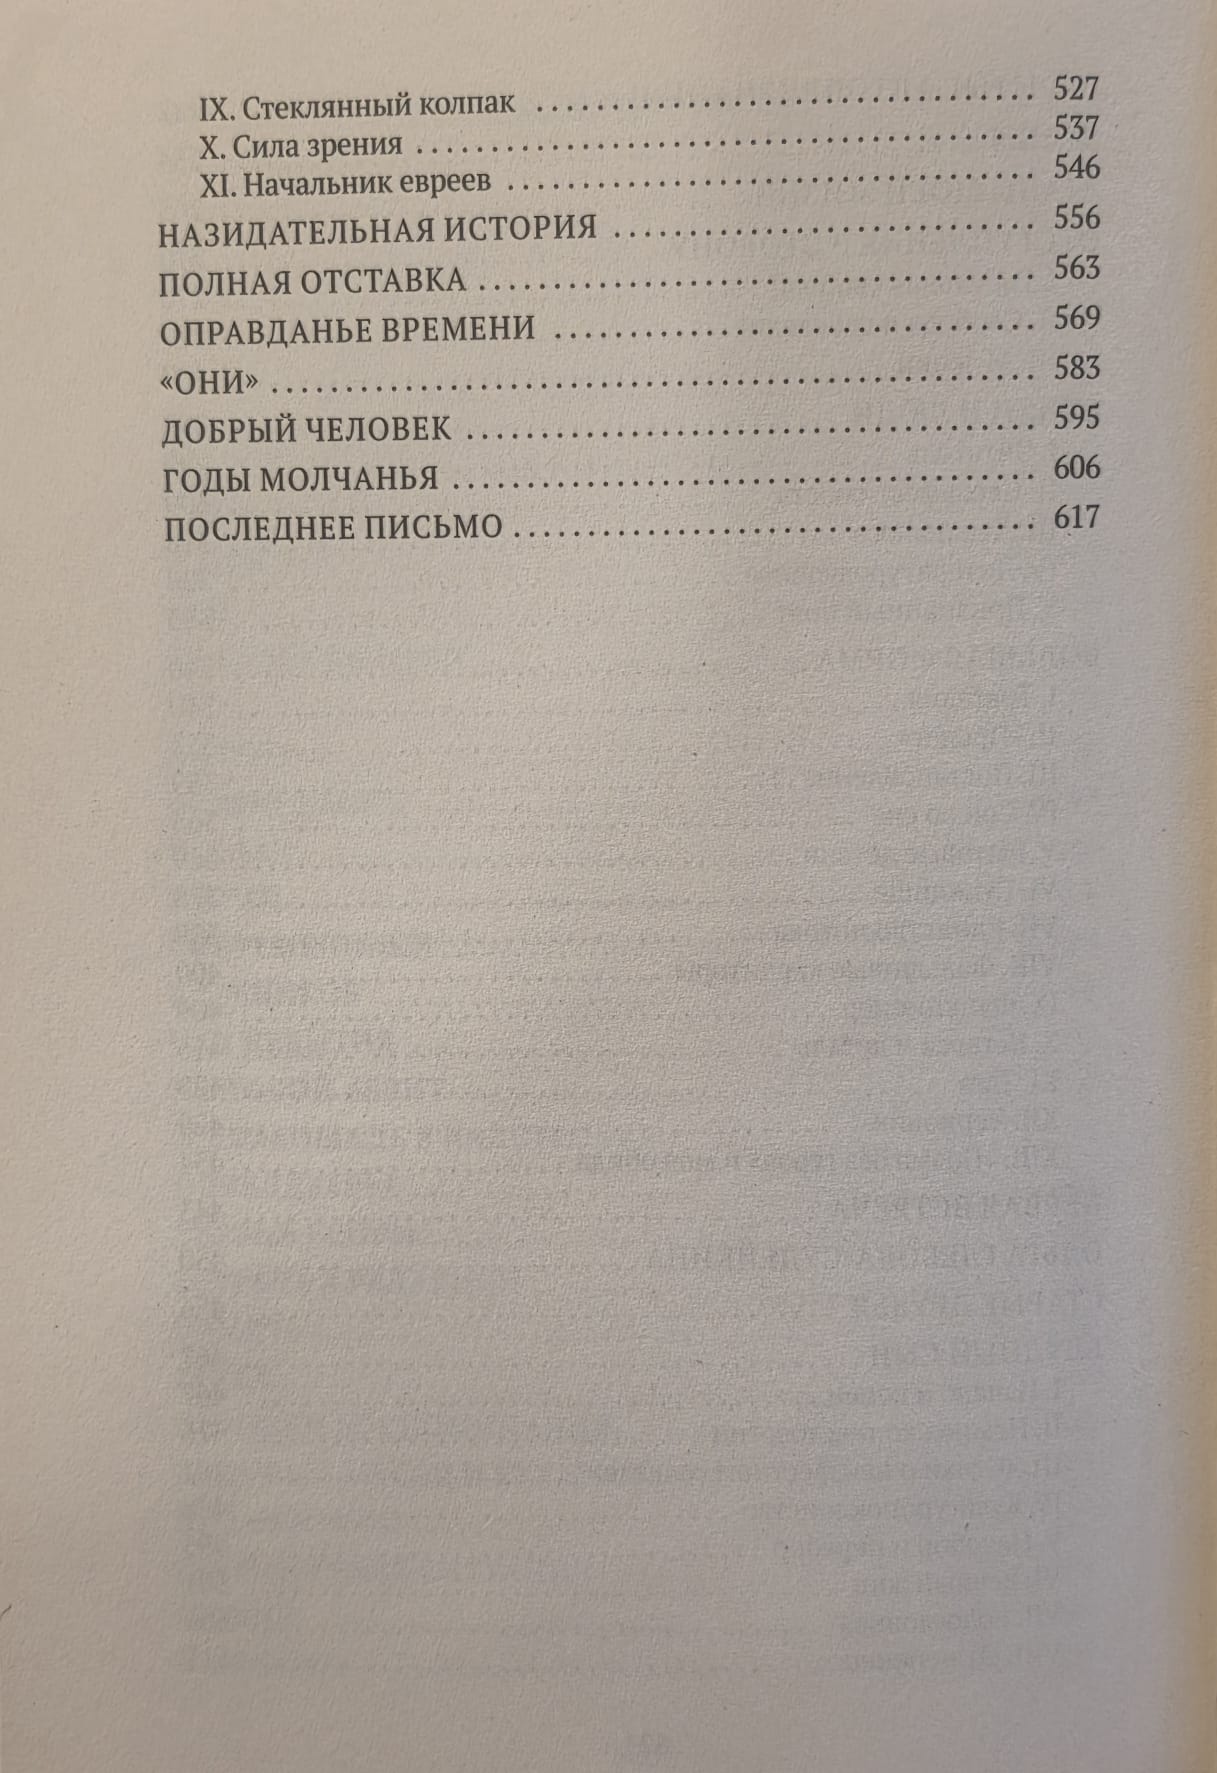 IX. Стеклянный колпак ................................. 527
X. Сила зрения ......................................... 537
XI. Начальник евреев ................................... 546
НАЗИДАТЕЛЬНАЯ ИСТОРИЯ ............................ 556
ПОЛНАЯ ОТСТАВКА ..................................... 563
ОПРАВДАНЬЕ ВРЕМЕНИ ................................ 569
«ОНИ» ................................................... 583
ДОБРЫЙ ЧЕЛОВЕК ...................................... 595
ГОДЫ МОЛЧАНЬЯ ....................................... 606
ПОСЛЕДНЕЕ ПИСЬМО ................................... 617